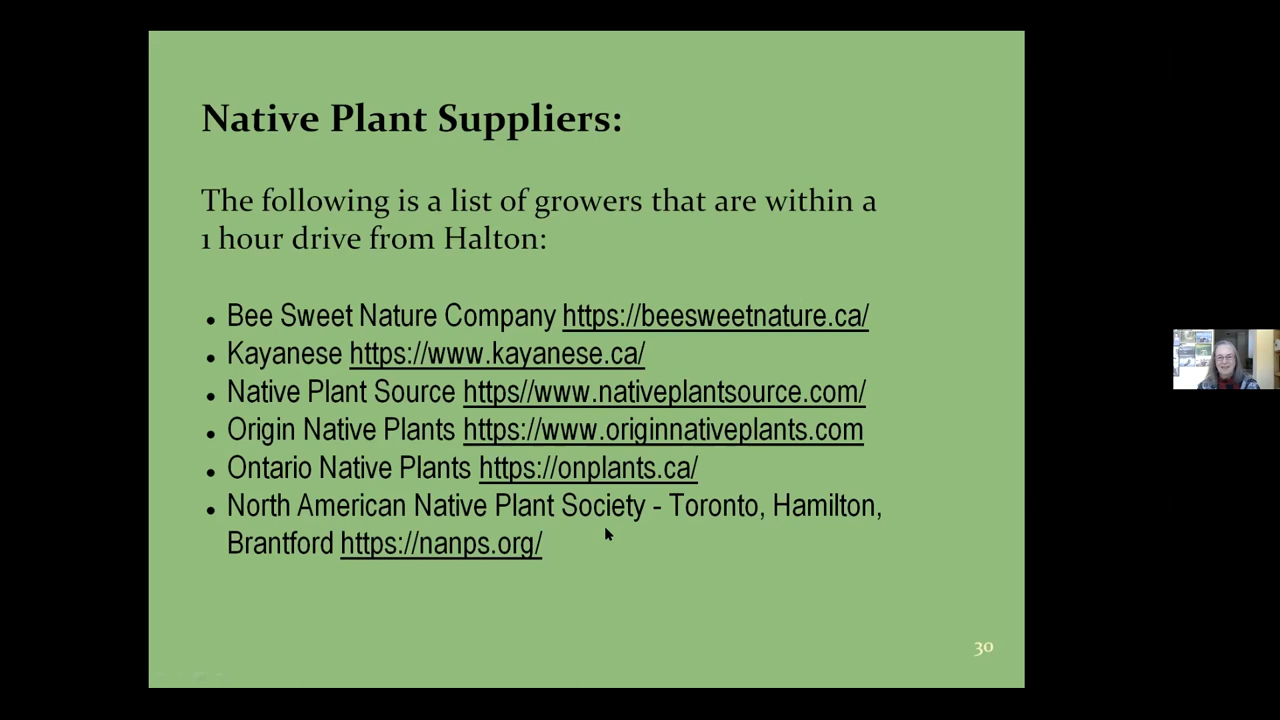 Native Plant Suppliers:
The following is a list of growers that are within a
1 hour drive from Halton:
• Bee Sweet Nature Company https://beesweetnature.ca/
• Kayanese https://www.kayanese.ca/
• Native Plant Source https//www.nativeplantsource.com/
• Origin Native Plants https://www.originnativeplants.com
• Ontario Native Plants https://onplants.ca/
• North American Native Plant Society - Toronto, Hamilton,
Brantford https://nanps.org/
30